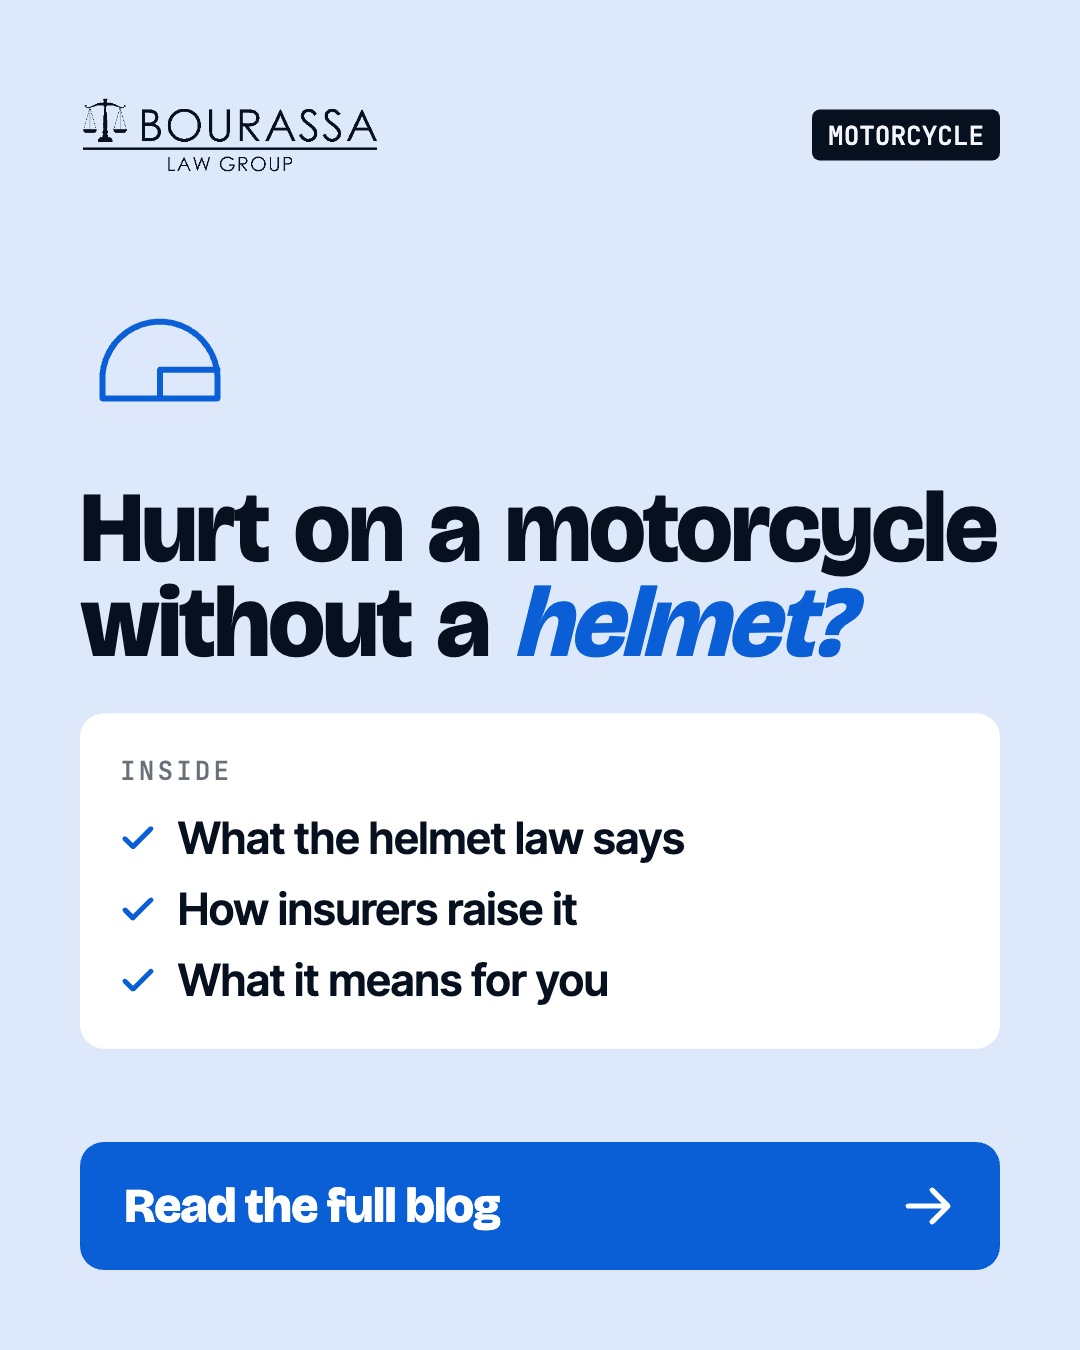 BOURASSA
LAW GROUP
MOTORCYCLE
Hurt on a motorcycle
without a helmet?
INSIDE
What the helmet law says
How insurers raise it
What it means for you
Read the full blog